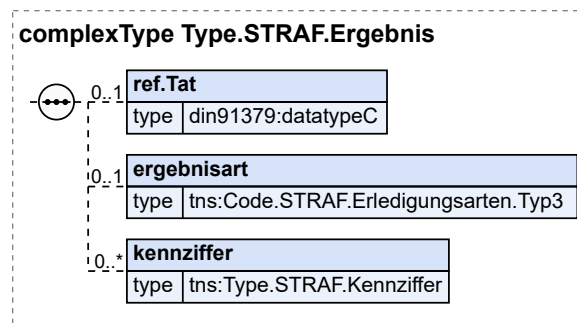 complexType Type.STRAF.Ergebnis
0..1 ref.Tat
type din91379:datatypeC
0..1 ergebnisart
type tns:Code.STRAF.Erledigungsarten.Typ3
0..* kennziffer
type tns:Type.STRAF.Kennziffer